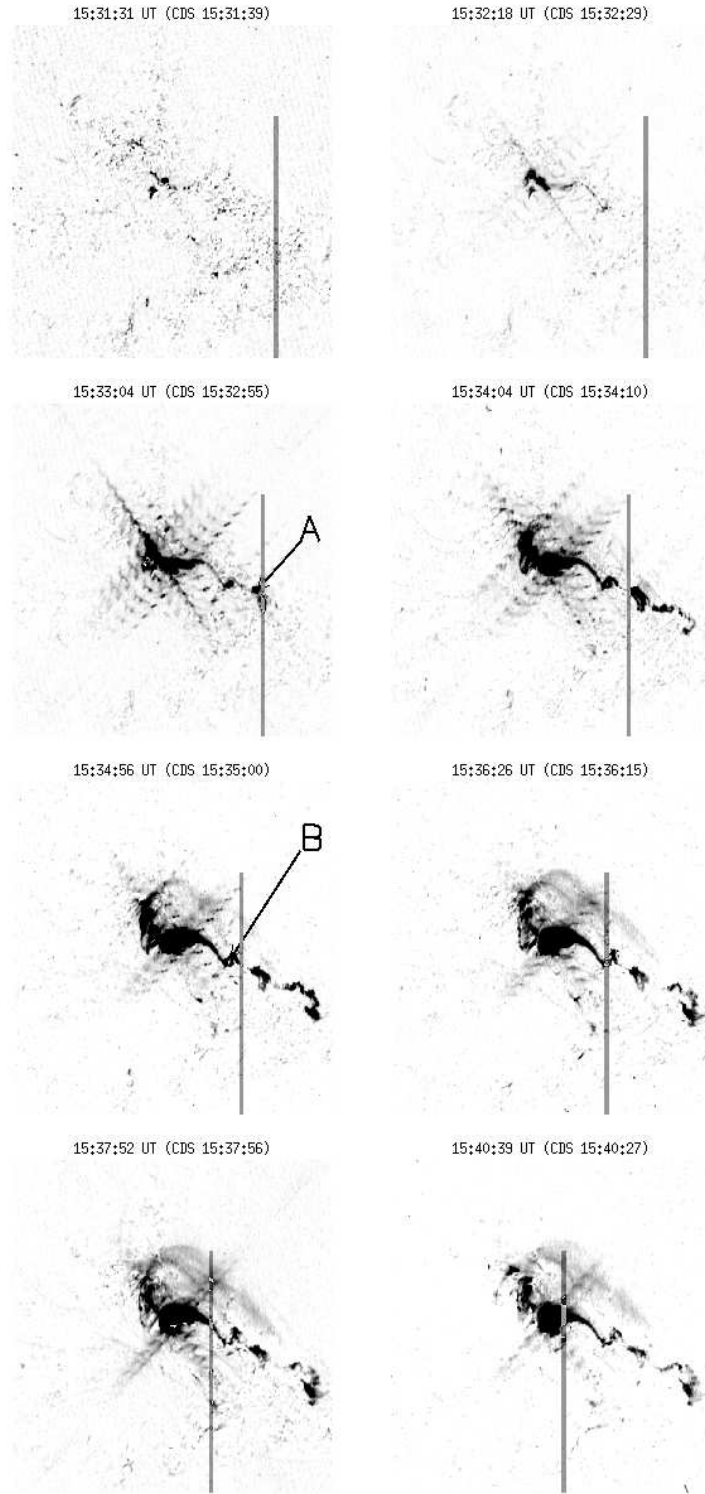 15:31:31 UT (CDS 15:31:39)
15:32:18 UT (CDS 15:32:29)
15:33:04 UT (CDS 15:32:55)
15:34:04 UT (CDS 15:34:10)
A
15:34:56 UT (CDS 15:35:00)
15:36:26 UT (CDS 15:36:15)
B
15:37:52 UT (CDS 15:37:56)
15:40:39 UT (CDS 15:40:27)